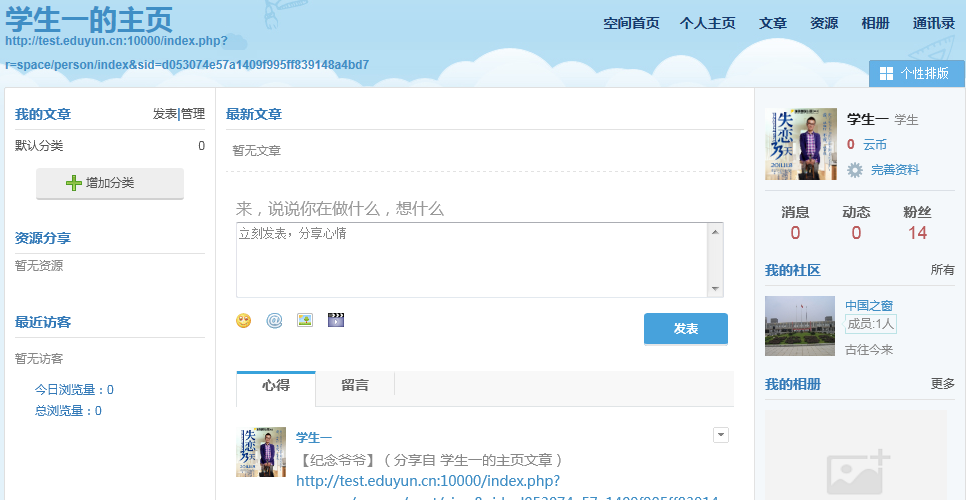 学生一的主页
http://test.eduyun.cn:10000/index.php?
r=space/person/index&sid=d053074e57a1409f995ff839148a4bd7
空间首页 个人主页 文章 资源 相册 通讯录
个性排版
我的文章 发表|管理
默认分类 0
增加分类
资源分享
暂无资源
最近访客
暂无访客
今日浏览量：0
总浏览量：0
最新文章
暂无文章
来，说说你在做什么，想什么
立刻发表，分享心情
发表
心得 留言
学生一
【纪念爷爷】（ 分享自 学生一的主页文章 ）
http://test.eduyun.cn:10000/index.php?
失恋33天
学生一 学生
0 云币
完善资料
消息 动态 粉丝
0 0 14
我的社区 所有
中国之窗
成员:1人
古往今来
我的相册 更多